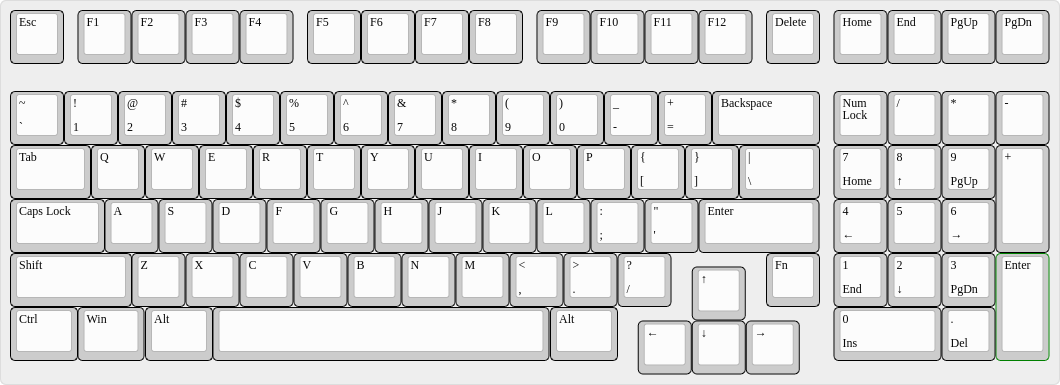 Esc F1 F2 F3 F4 F5 F6 F7 F8 F9 F10 F11 F12 Delete Home End PgUp PgDn
~ ! @ # $ % ^ & * ( ) _ + Backspace Num Lock / * -
` 1 2 3 4 5 6 7 8 9 0 - =
Tab Q W E R T Y U I O P { } | 7 8 9 +
[ ] \ Home ↑ PgUp
Caps Lock A S D F G H J K L : " Enter 4 5 6
; ' ← →
Shift Z X C V B N M < > ? ↑ Fn 1 2 3 Enter
, . / End ↓ PgDn
Ctrl Win Alt Alt ← ↓ → 0 .
Ins Del